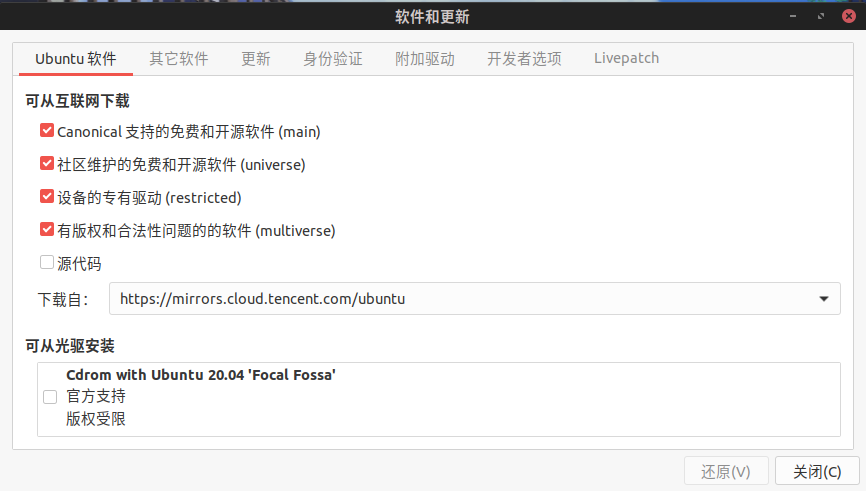 软件和更新
Ubuntu 软件 其它软件 更新 身份验证 附加驱动 开发者选项 Livepatch
可从互联网下载
Canonical 支持的免费和开源软件 (main)
社区维护的免费和开源软件 (universe)
设备的专有驱动 (restricted)
有版权和合法性问题的的软件 (multiverse)
源代码
下载自： https://mirrors.cloud.tencent.com/ubuntu
可从光驱安装
Cdrom with Ubuntu 20.04 'Focal Fossa'
官方支持
版权受限
还原(V) 关闭(C)